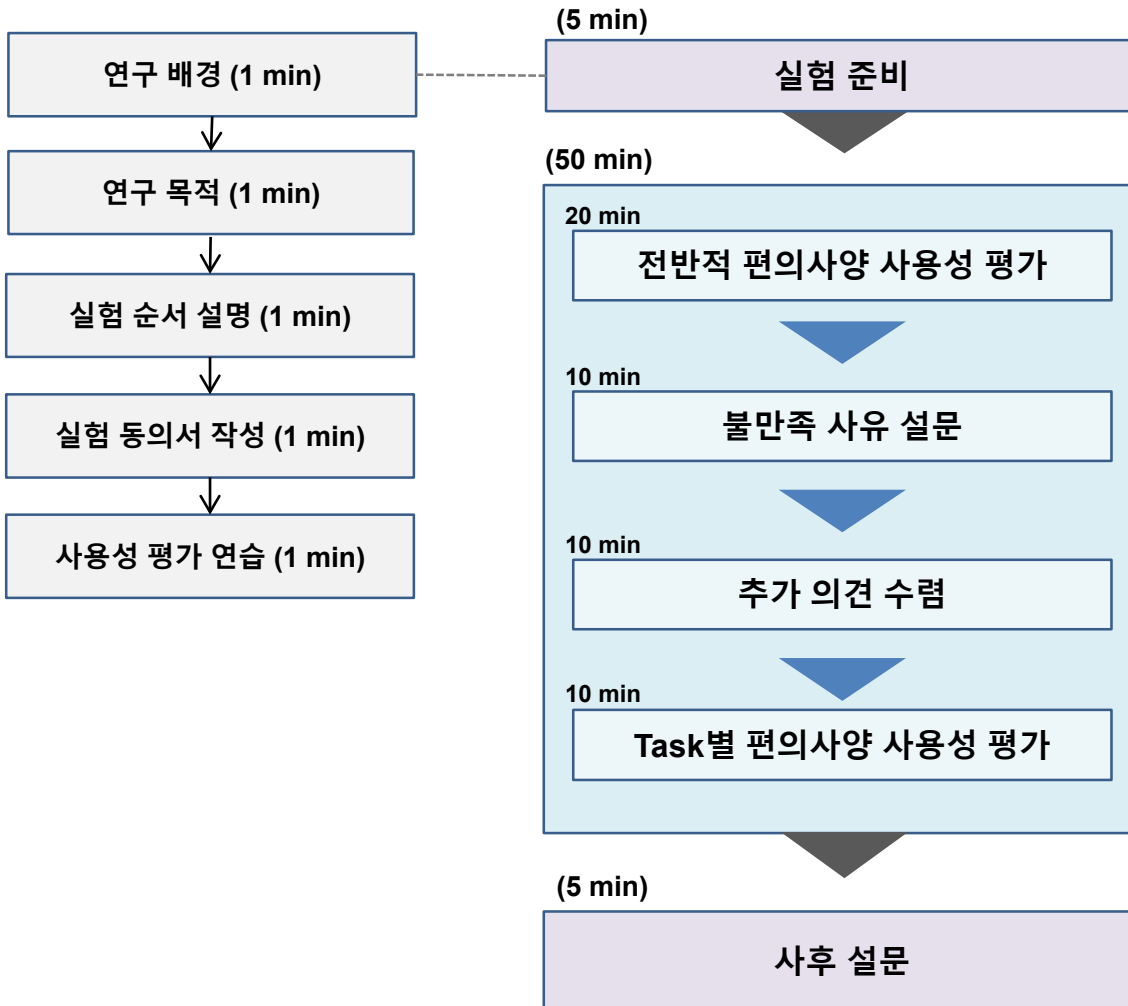 연구 배경 (1 min)
연구 목적 (1 min)
실험 순서 설명 (1 min)
실험 동의서 작성 (1 min)
사용성 평가 연습 (1 min)
(5 min)
실험 준비
(50 min)
20 min
전반적 편의사양 사용성 평가
10 min
불만족 사유 설문
10 min
추가 의견 수렴
10 min
Task별 편의사양 사용성 평가
(5 min)
사후 설문